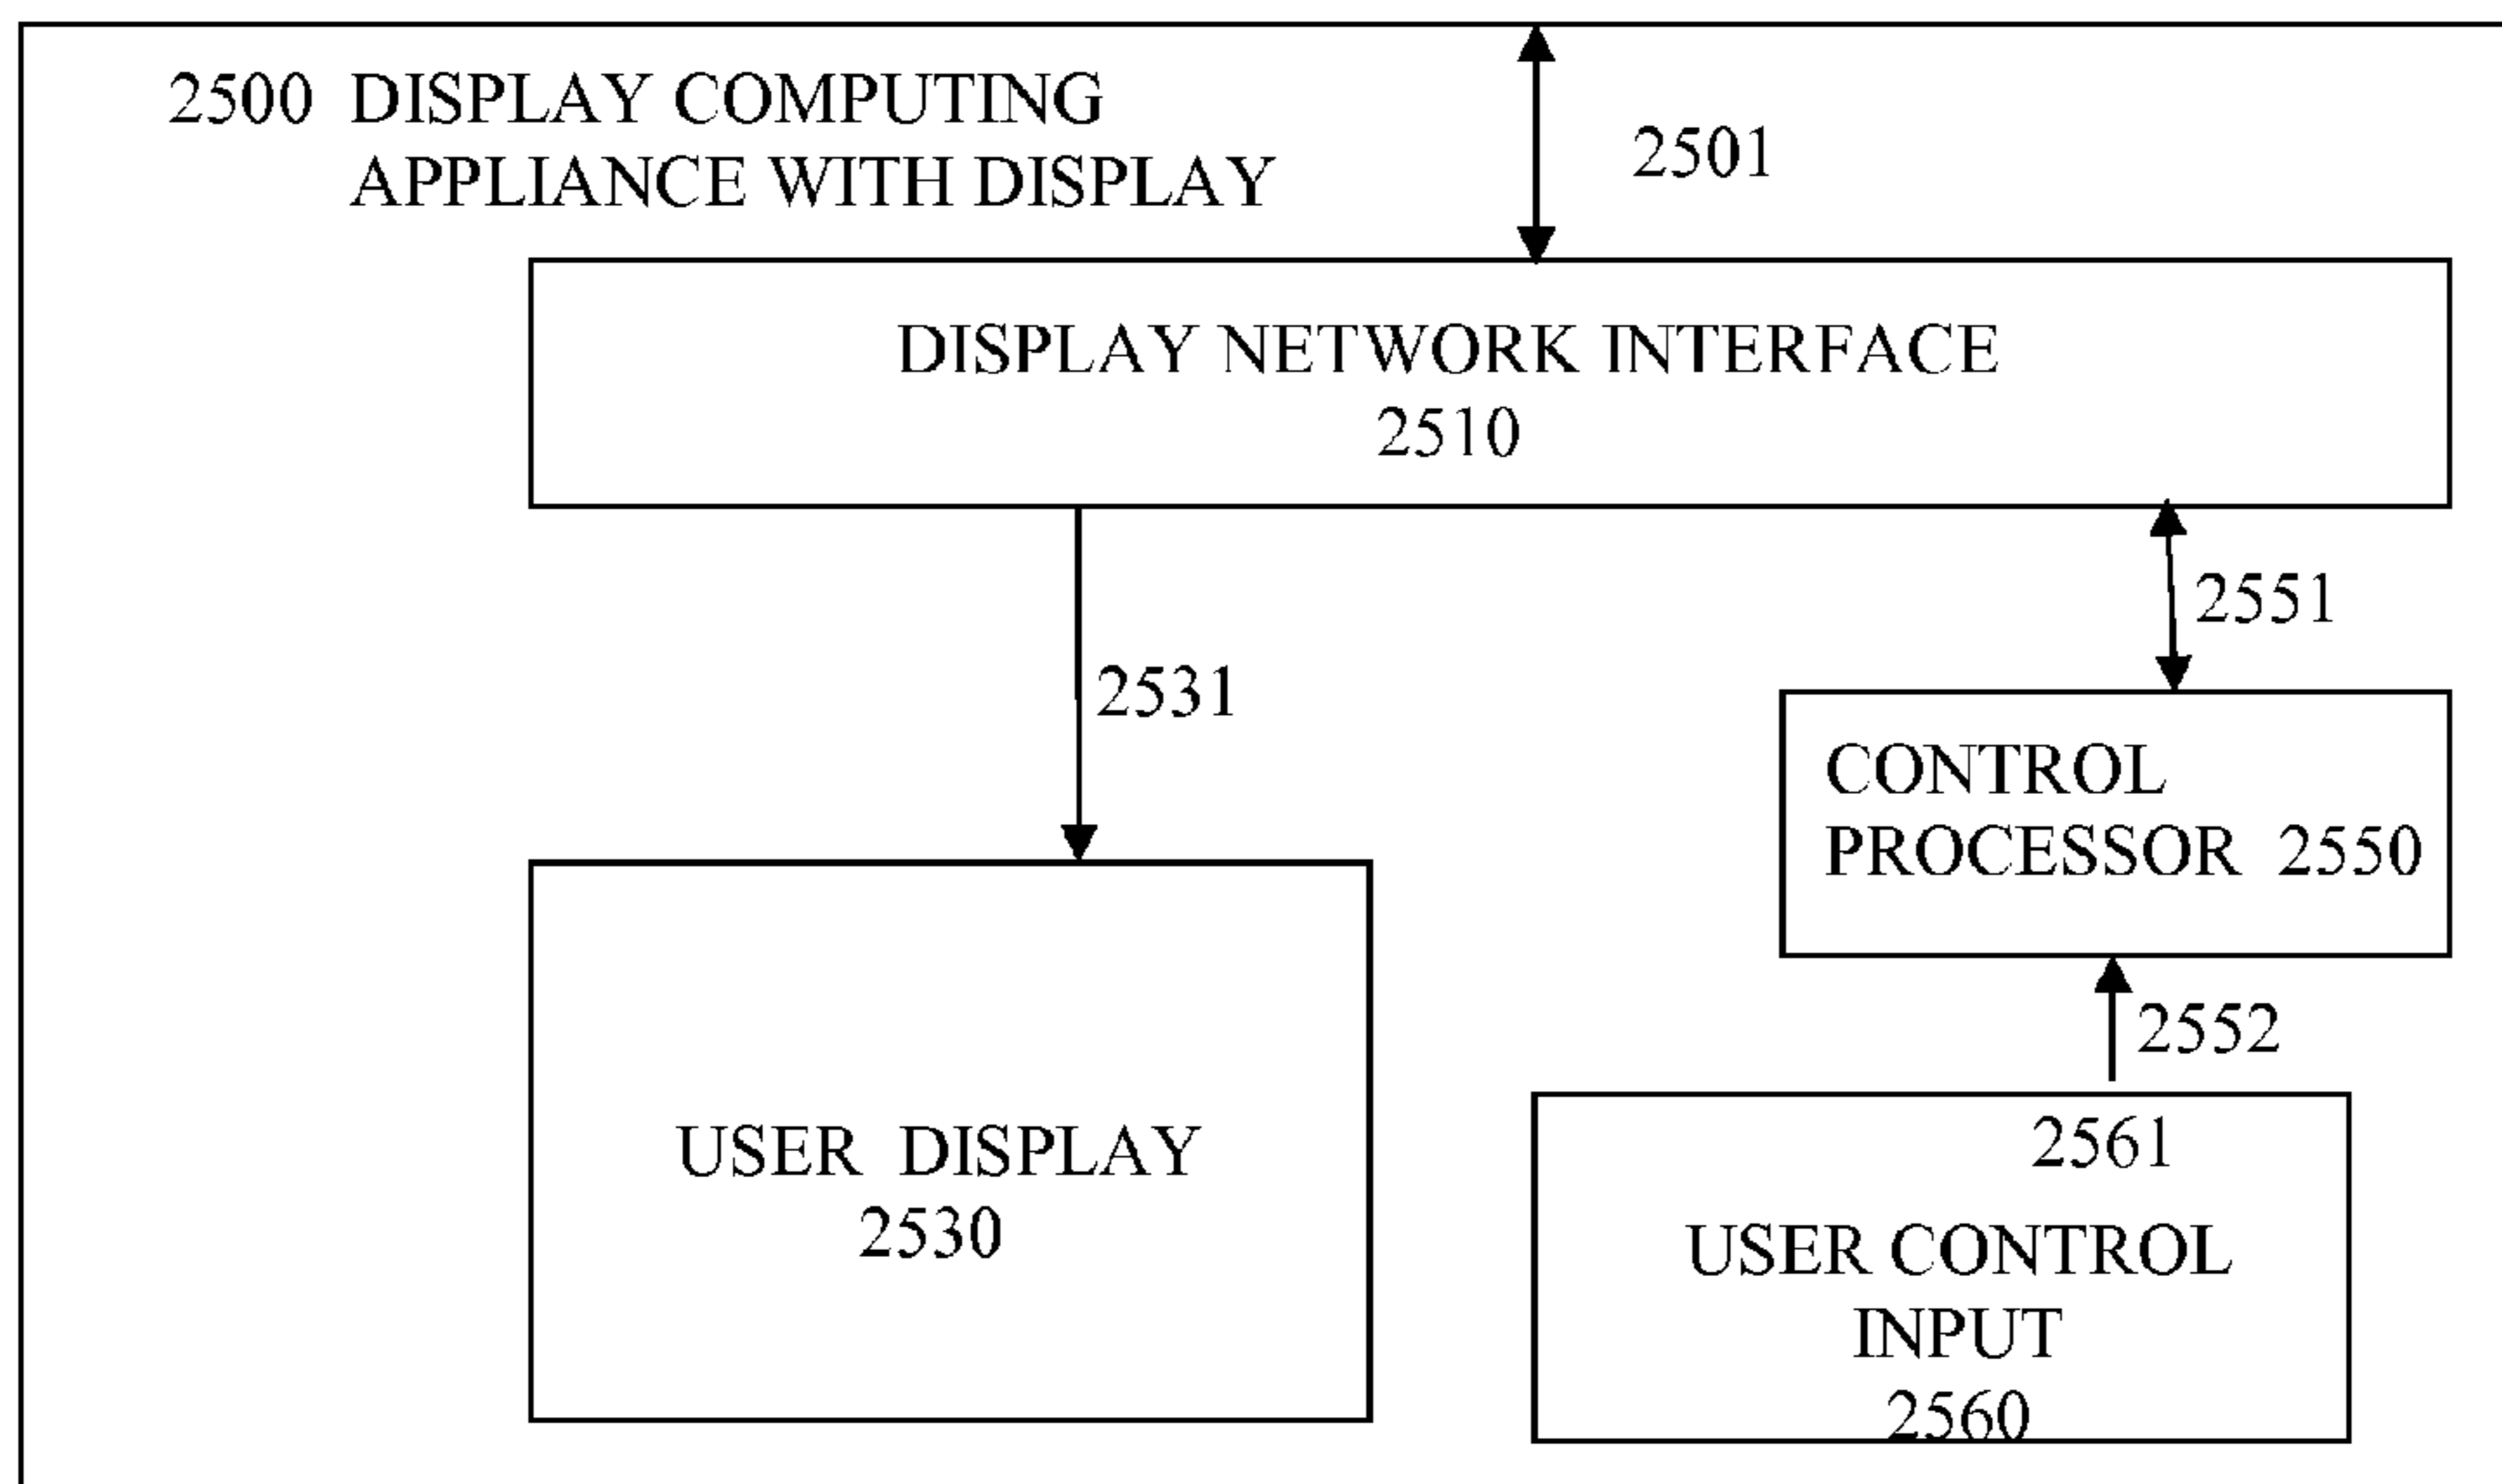 2500 DISPLAY COMPUTING
APPLIANCE WITH DISPLAY
2501
DISPLAY NETWORK INTERFACE
2510
2551
2531
CONTROL
PROCESSOR 2550
2552
USER DISPLAY
2530
2561
USER CONTROL
INPUT
2560